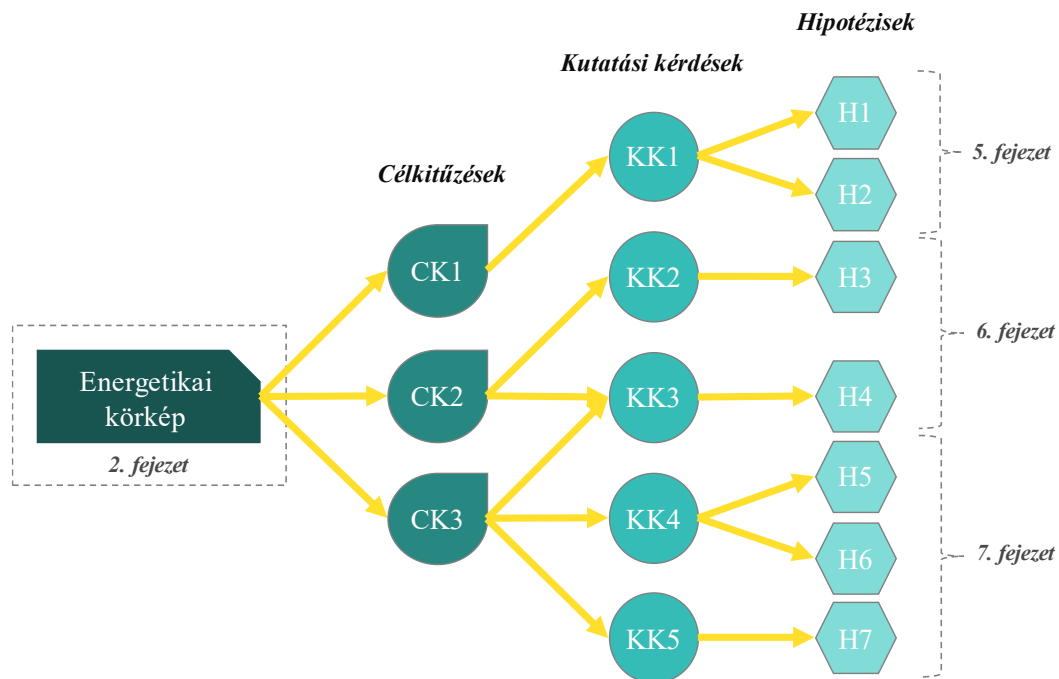 Hipotézisek
Kutatási kérdések
Célkitűzések
H1
H2
5. fejezet
KK1
CK1
KK2
H3
6. fejezet
Energetikai
körkép
2. fejezet
CK2
KK3
H4
CK3
KK4
H5
H6
7. fejezet
KK5
H7